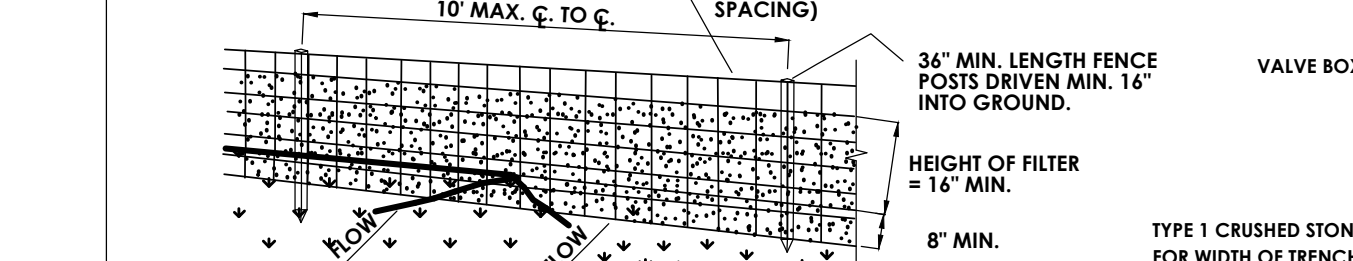 10' MAX. ℄. TO ℄.
SPACING)
36" MIN. LENGTH FENCE
POSTS DRIVEN MIN. 16"
INTO GROUND.
VALVE BOX
HEIGHT OF FILTER
= 16" MIN.
8" MIN.
FLOW
FLOW
TYPE 1 CRUSHED STON
FOR WIDTH OF TRENCH